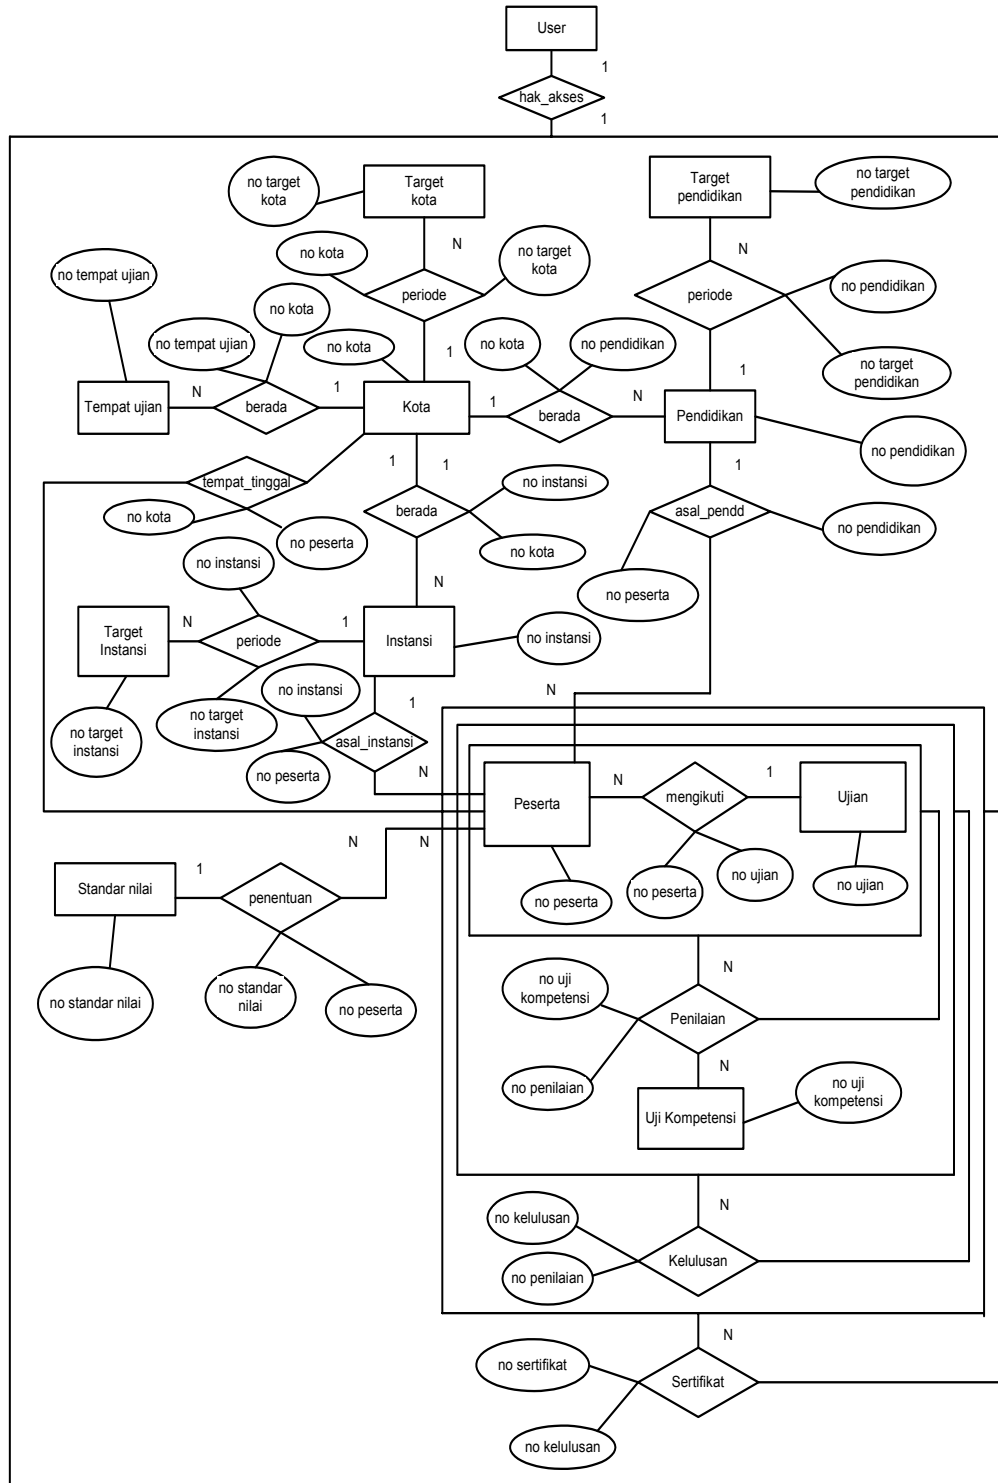 User
1
hak_akses
1
no target
kota
Target
kota
Target
pendidikan
no target
pendidikan
N
no kota
no target
kota
N
no tempat ujian
periode
periode
no pendidikan
no kota
no tempat ujian
no kota
1
no kota
no pendidikan
no target
pendidikan
1
Tempat ujian
N
berada
1
Kota
1
berada
N
Pendidikan
no pendidikan
tempat_tinggal
1
1
1
no instansi
no kota
berada
asal_pendd
no pendidikan
no peserta
no kota
no instansi
N
no peserta
Target
Instansi
N
periode
1
Instansi
no instansi
no instansi
N
no target
instansi
no target
instansi
1
asal_instansi
no peserta
N
Peserta
N
mengikuti
1
Ujian
N
N
no peserta
no peserta
no ujian
no ujian
Standar nilai
1
penentuan
no standar nilai
no standar
nilai
no peserta
no uji
kompetensi
N
Penilaian
no penilaian
N
Uji Kompetensi
no uji
kompetensi
no kelulusan
N
Kelulusan
no penilaian
N
no sertifikat
Sertifikat
no kelulusan